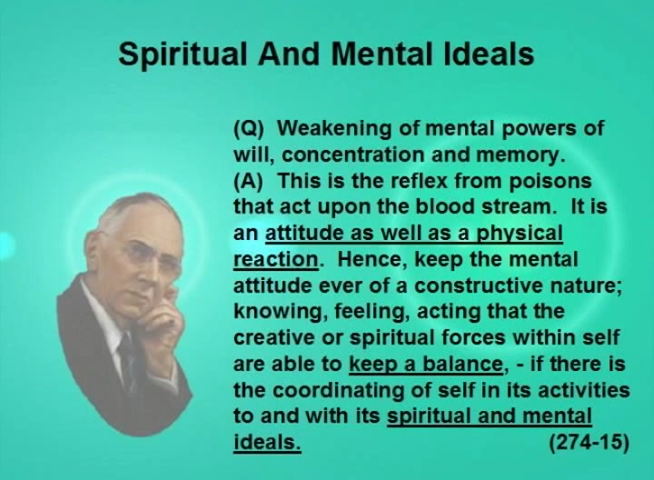 Spiritual And Mental Ideals
(Q) Weakening of mental powers of
will, concentration and memory.
(A) This is the reflex from poisons
that act upon the blood stream. It is
an attitude as well as a physical
reaction. Hence, keep the mental
attitude ever of a constructive nature;
knowing, feeling, acting that the
creative or spiritual forces within self
are able to keep a balance, - if there is
the coordinating of self in its activities
to and with its spiritual and mental
ideals. (274-15)